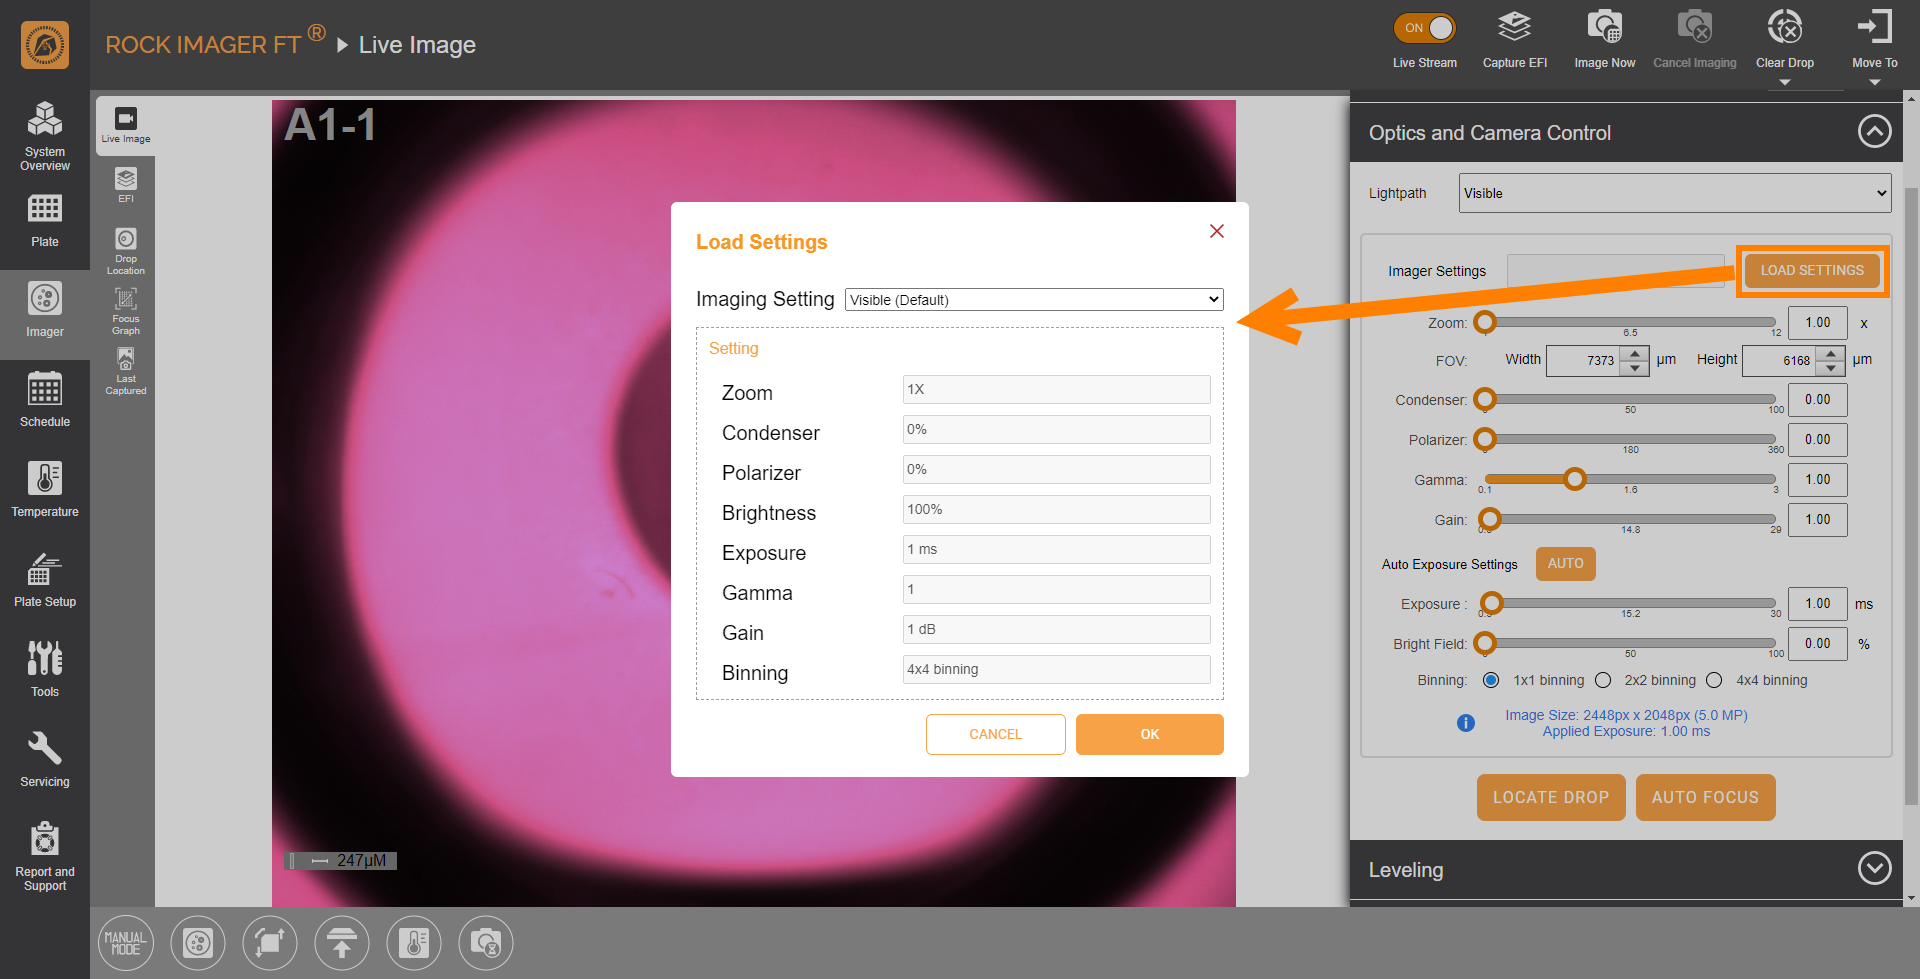 ROCK IMAGER FT ® Live Image
ON
Live Stream
Capture EFI
Image Now
Cancel Imaging
Clear Drop
Move To
System
Overview
Plate
Imager
Schedule
Temperature
Plate Setup
Tools
Servicing
Report and
Support
Live Image
EFI
Drop
Location
Focus
Graph
Last
Captured
A1-1
247µM
Load Settings
Imaging Setting Visible (Default)
Setting
Zoom 1X
Condenser 0%
Polarizer 0%
Brightness 100%
Exposure 1 ms
Gamma 1
Gain 1 dB
Binning 4x4 binning
CANCEL OK
Optics and Camera Control
Lightpath Visible
Imager Settings LOAD SETTINGS
Zoom: 1.00 x
6.5 12
FOV: Width 7373 µm Height 6168 µm
Condenser: 0.00
50 100
Polarizer: 0.00
180 360
Gamma: 1.00
0.1 1.6 3
Gain: 1.00
14.8 29
Auto Exposure Settings AUTO
Exposure : 1.00 ms
15.2 30
Bright Field: 0.00 %
50 100
Binning: 1x1 binning 2x2 binning 4x4 binning
Image Size: 2448px x 2048px (5.0 MP)
Applied Exposure: 1.00 ms
LOCATE DROP AUTO FOCUS
Leveling
MANUAL
MODE